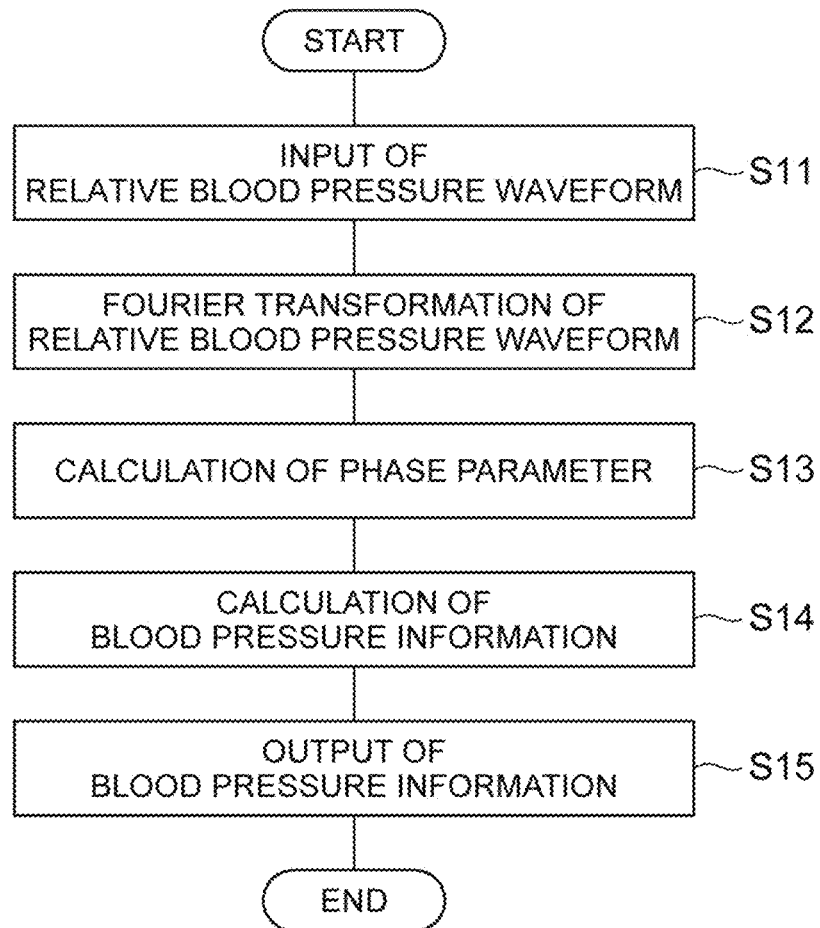 START
INPUT OF
RELATIVE BLOOD PRESSURE WAVEFORM
S11
FOURIER TRANSFORMATION OF
RELATIVE BLOOD PRESSURE WAVEFORM
S12
CALCULATION OF PHASE PARAMETER
S13
CALCULATION OF
BLOOD PRESSURE INFORMATION
S14
OUTPUT OF
BLOOD PRESSURE INFORMATION
S15
END